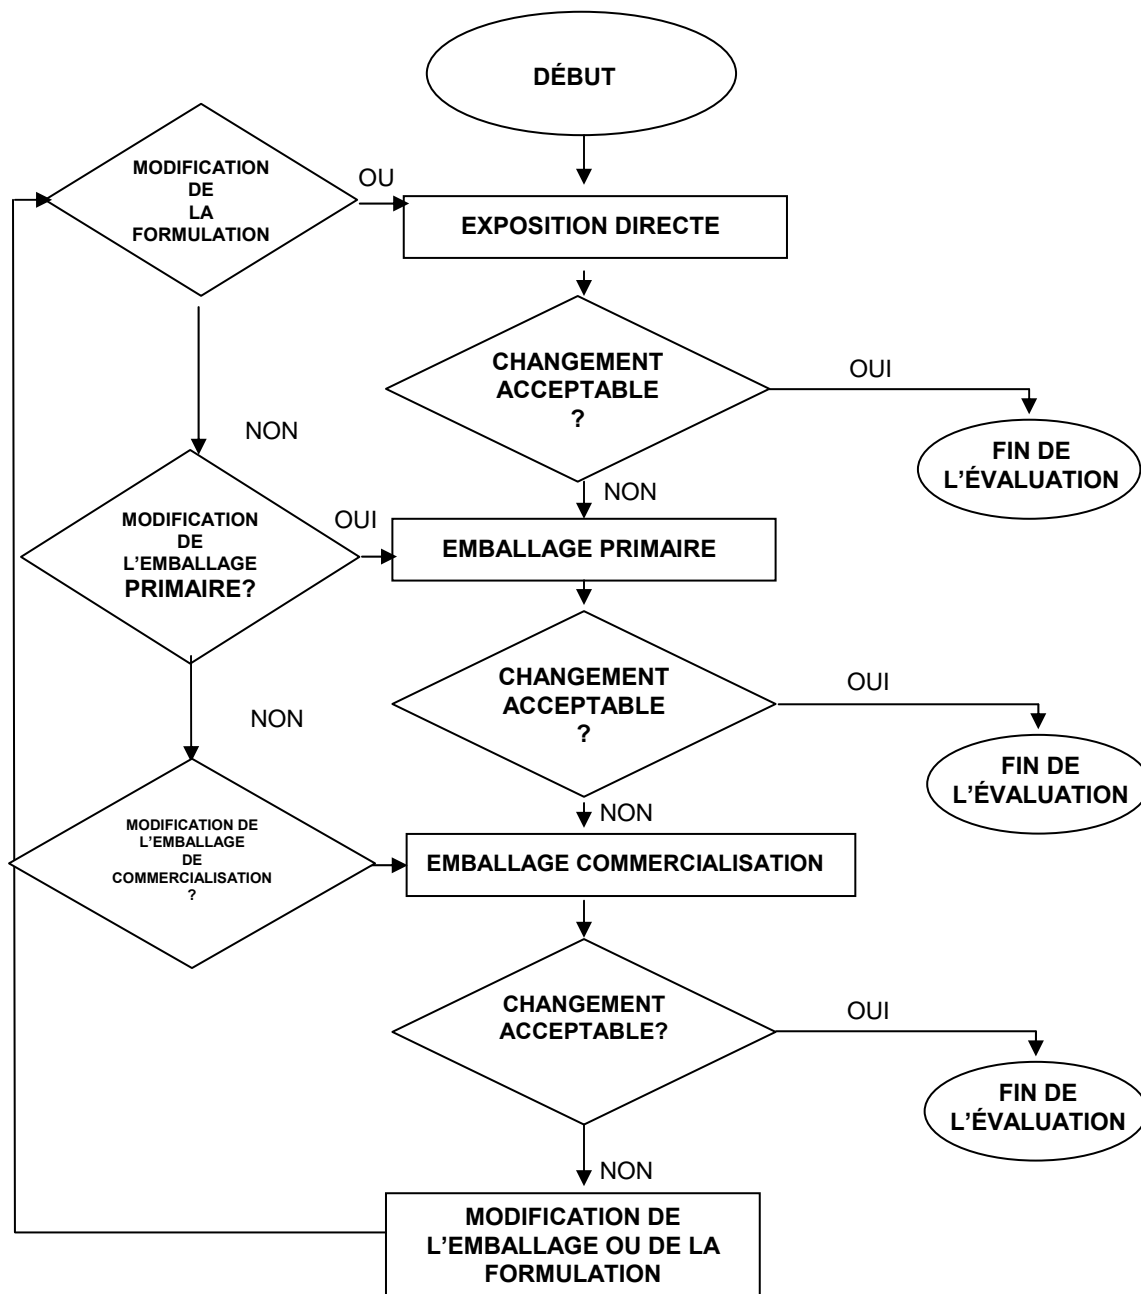 DÉBUT
MODIFICATION
DE
LA
FORMULATION
OU
EXPOSITION DIRECTE
CHANGEMENT
ACCEPTABLE
?
OUI
NON
FIN DE
L’ÉVALUATION
NON
MODIFICATION
DE
L’EMBALLAGE
PRIMAIRE?
OUI
EMBALLAGE PRIMAIRE
CHANGEMENT
ACCEPTABLE
?
OUI
NON
FIN DE
L’ÉVALUATION
NON
MODIFICATION DE
L’EMBALLAGE
DE
COMMERCIALISATION
?
EMBALLAGE COMMERCIALISATION
CHANGEMENT
ACCEPTABLE?
OUI
FIN DE
L’ÉVALUATION
NON
MODIFICATION DE
L’EMBALLAGE OU DE LA
FORMULATION